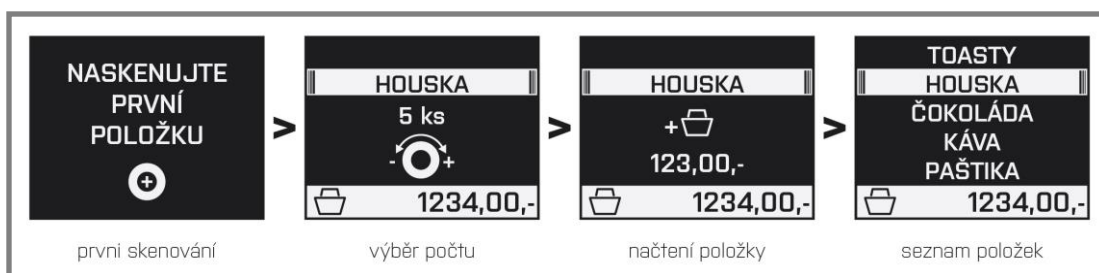 NASKENUJTE
PRVNÍ
POLOŽKU
+
>
HOUSKA
5 ks
- +
1234,00,-
>
HOUSKA
+
123,00,-
1234,00,-
>
TOASTY
HOUSKA
ČOKOLÁDA
KÁVA
PAŠTIKA
1234,00,-
prvni skenování
výběr počtu
načtení položky
seznam položek